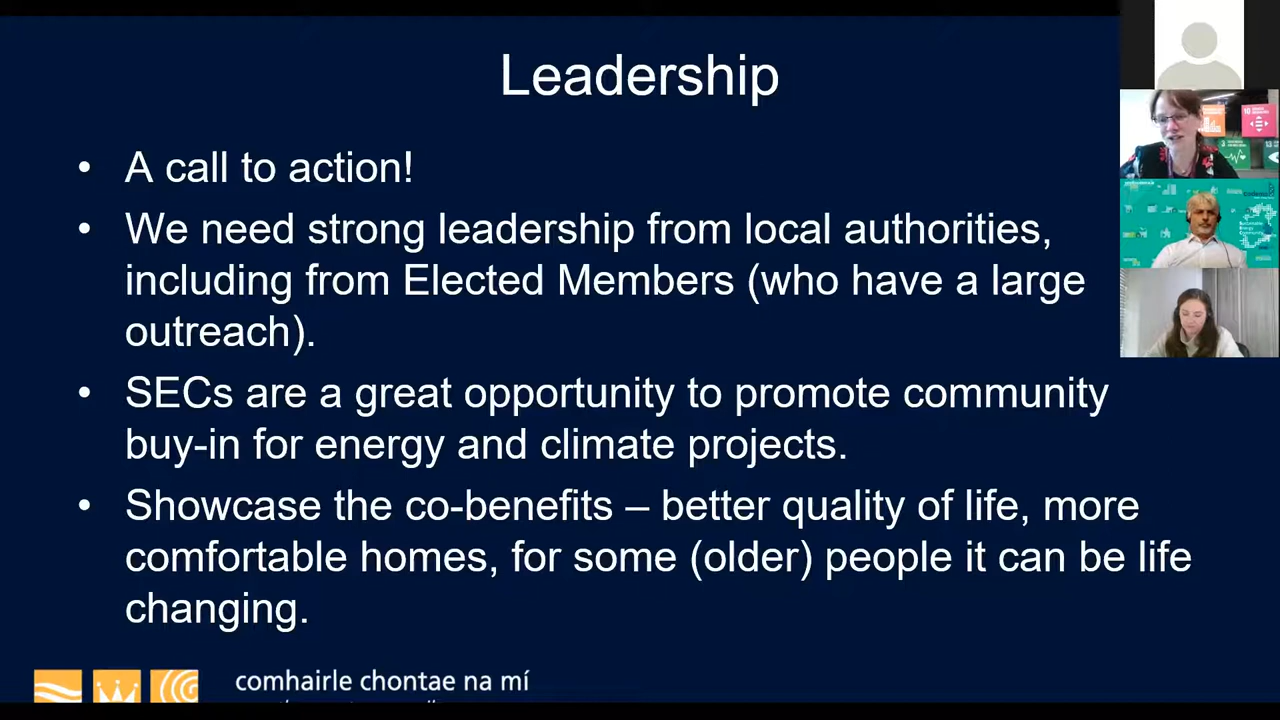 Leadership
• A call to action!
• We need strong leadership from local authorities,
including from Elected Members (who have a large
outreach).
• SECs are a great opportunity to promote community
buy-in for energy and climate projects.
• Showcase the co-benefits – better quality of life, more
comfortable homes, for some (older) people it can be life
changing.
comhairle chontae na mí